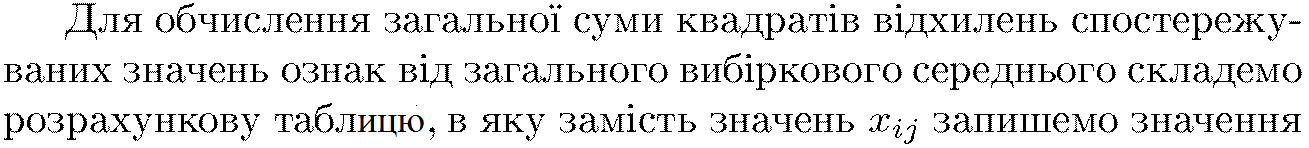 Для обчислення загальної суми квадратів відхилень спостережу-
ваних значень ознак від загального вибіркового середнього складемо
розрахункову таблицю, в яку замість значень x_{ij} запишемо значення